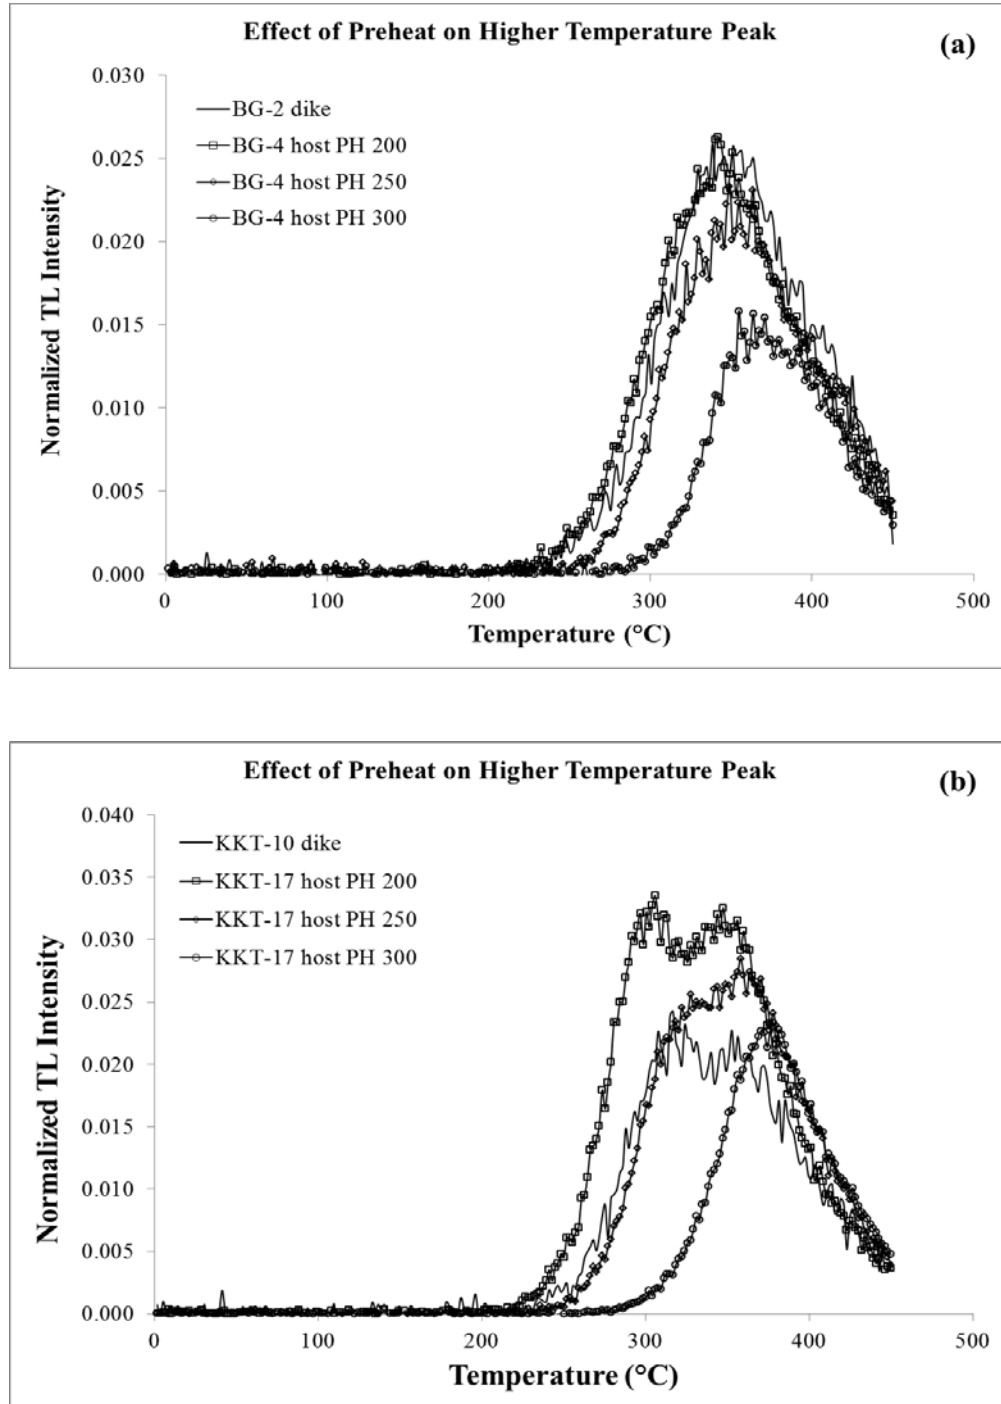 Effect of Preheat on Higher Temperature Peak
(a)
0.030
BG-2 dike
BG-4 host PH 200
BG-4 host PH 250
BG-4 host PH 300
0.025
0.020
0.015
0.010
0.005
0.000
Normalized TL Intensity
0 100 200 300 400 500
Temperature (°C)
Effect of Preheat on Higher Temperature Peak
(b)
0.040
KKT-10 dike
KKT-17 host PH 200
KKT-17 host PH 250
KKT-17 host PH 300
0.035
0.030
0.025
0.020
0.015
0.010
0.005
0.000
Normalized TL Intensity
0 100 200 300 400 500
Temperature (°C)